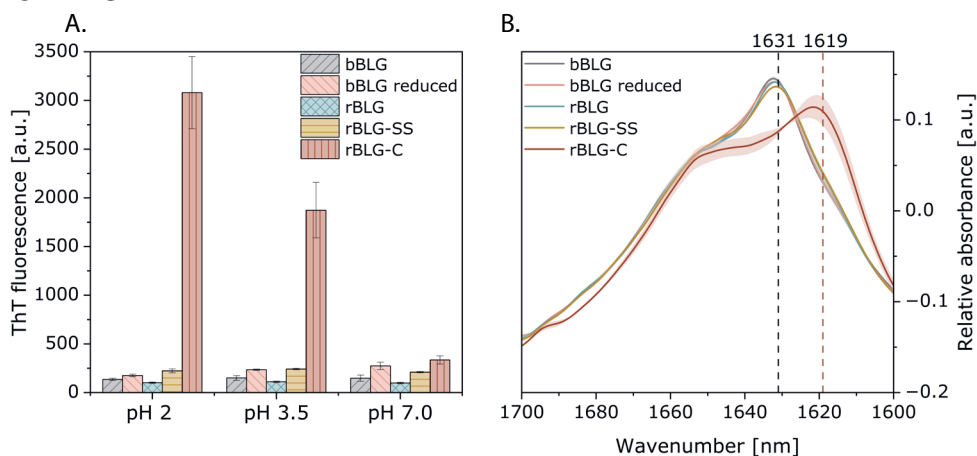 A.
ThT fluorescence [a.u.]
3500
3000
2500
2000
1500
1000
500
0
bBLG
bBLG reduced
rBLG
rBLG-SS
rBLG-C
pH 2 pH 3.5 pH 7.0
B.
1631 1619
bBLG
bBLG reduced
rBLG
rBLG-SS
rBLG-C
0.1
0.0
−0.1
−0.2
Relative absorbance [a.u.]
1700 1680 1660 1640 1620 1600
Wavenumber [nm]